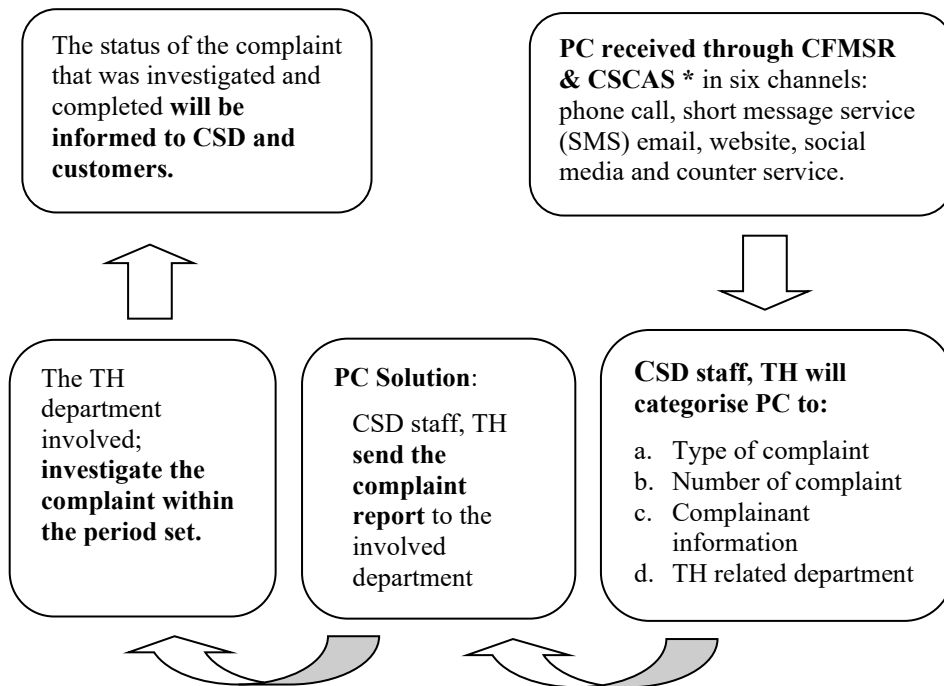 PC received through CFMSR
& CSCAS * in six channels:
phone call, short message service
(SMS) email, website, social
media and counter service.
CSD staff, TH will
categorise PC to:
a. Type of complaint
b. Number of complaint
c. Complainant
information
d. TH related department
PC Solution:
CSD staff, TH
send the
complaint
report to the
involved
department
The TH
department
involved;
investigate the
complaint within
the period set.
The status of the complaint
that was investigated and
completed will be
informed to CSD and
customers.